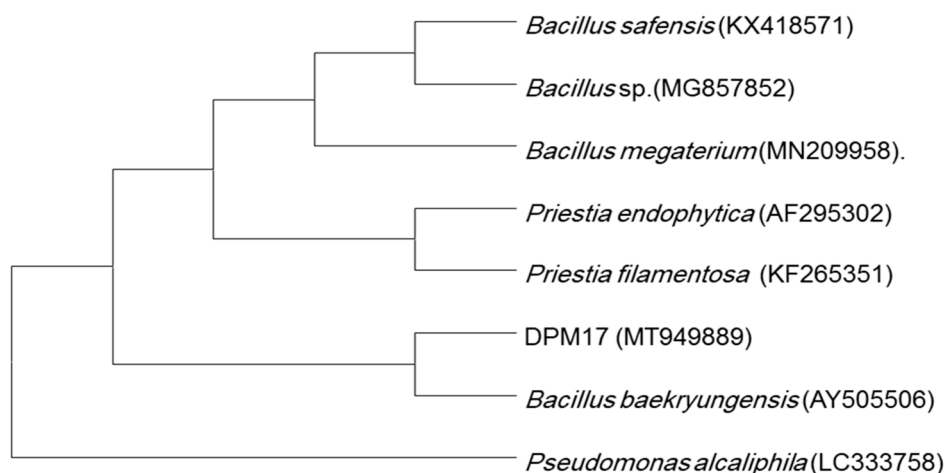 Bacillus safensis (KX418571)
Bacillus sp.(MG857852)
Bacillus megaterium (MN209958).
Priestia endophytica (AF295302)
Priestia filamentosa (KF265351)
DPM17 (MT949889)
Bacillus baekryungensis (AY505506)
Pseudomonas alcaliphila (LC333758)